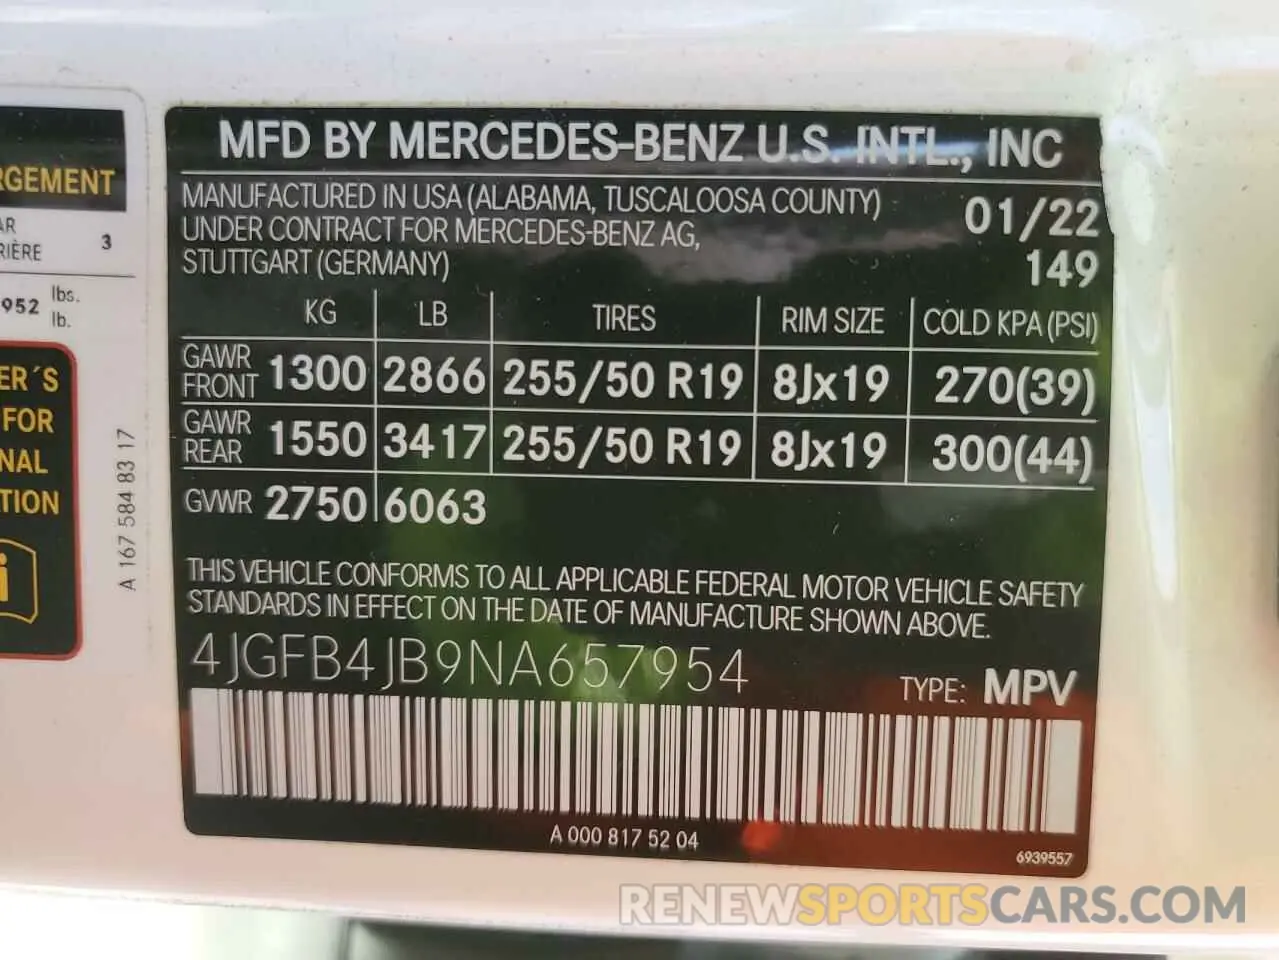 RGEMENT
AR
RIÈRE 3
952 lbs.
lb.
ER´S
FOR
NAL
TION
i
A 167 584 83 17
MFD BY MERCEDES-BENZ U.S. INTL., INC
MANUFACTURED IN USA (ALABAMA, TUSCALOOSA COUNTY) 01/22
UNDER CONTRACT FOR MERCEDES-BENZ AG,
STUTTGART (GERMANY) 149
KG LB TIRES RIM SIZE COLD KPA (PSI)
GAWR FRONT 1300 2866 255/50 R19 8Jx19 270(39)
GAWR REAR 1550 3417 255/50 R19 8Jx19 300(44)
GVWR 2750 6063
THIS VEHICLE CONFORMS TO ALL APPLICABLE FEDERAL MOTOR VEHICLE SAFETY
STANDARDS IN EFFECT ON THE DATE OF MANUFACTURE SHOWN ABOVE.
4JGFB4JB9NA657954
TYPE: MPV
A 000 817 52 04
6939557
RENEWSPORTSCARS.COM